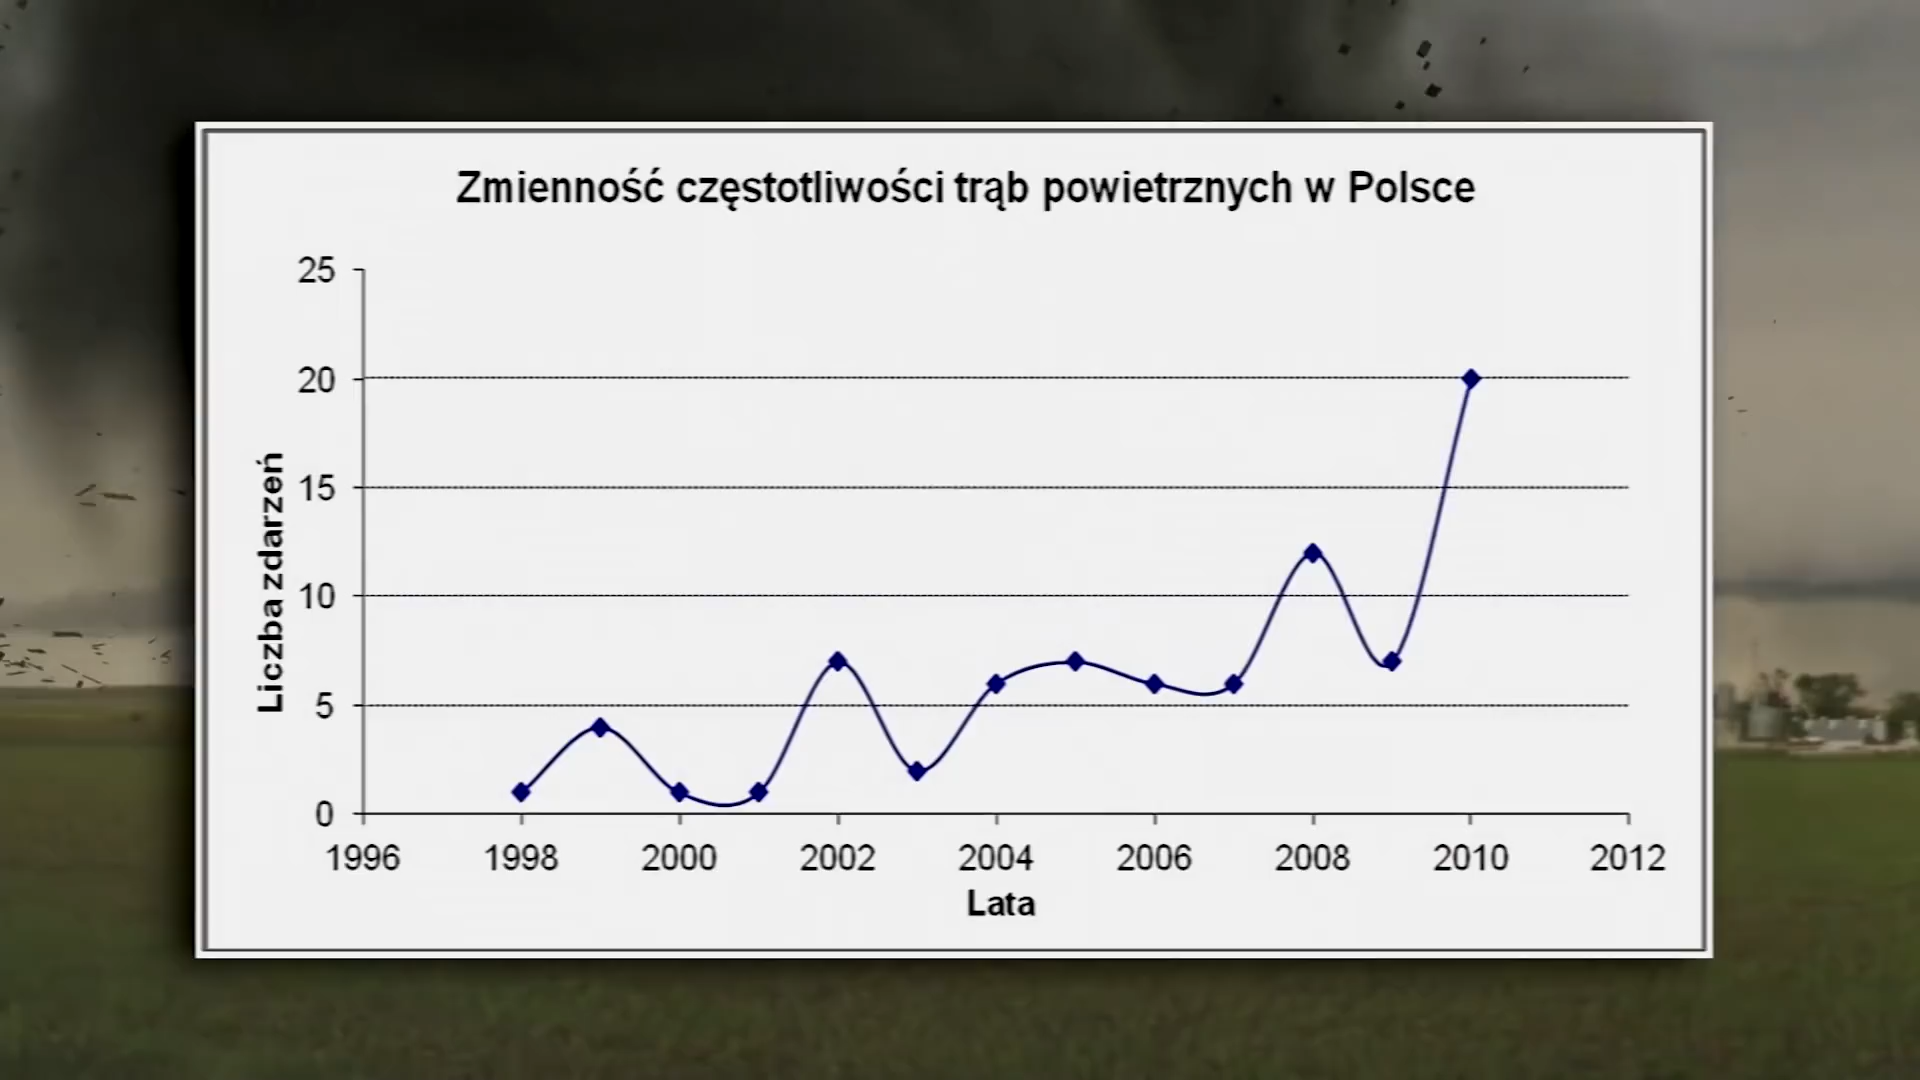 Zmienność częstotliwości trąb powietrznych w Polsce
25
20
15
10
5
0
Liczba zdarzeń
1996 1998 2000 2002 2004 2006 2008 2010 2012
Lata